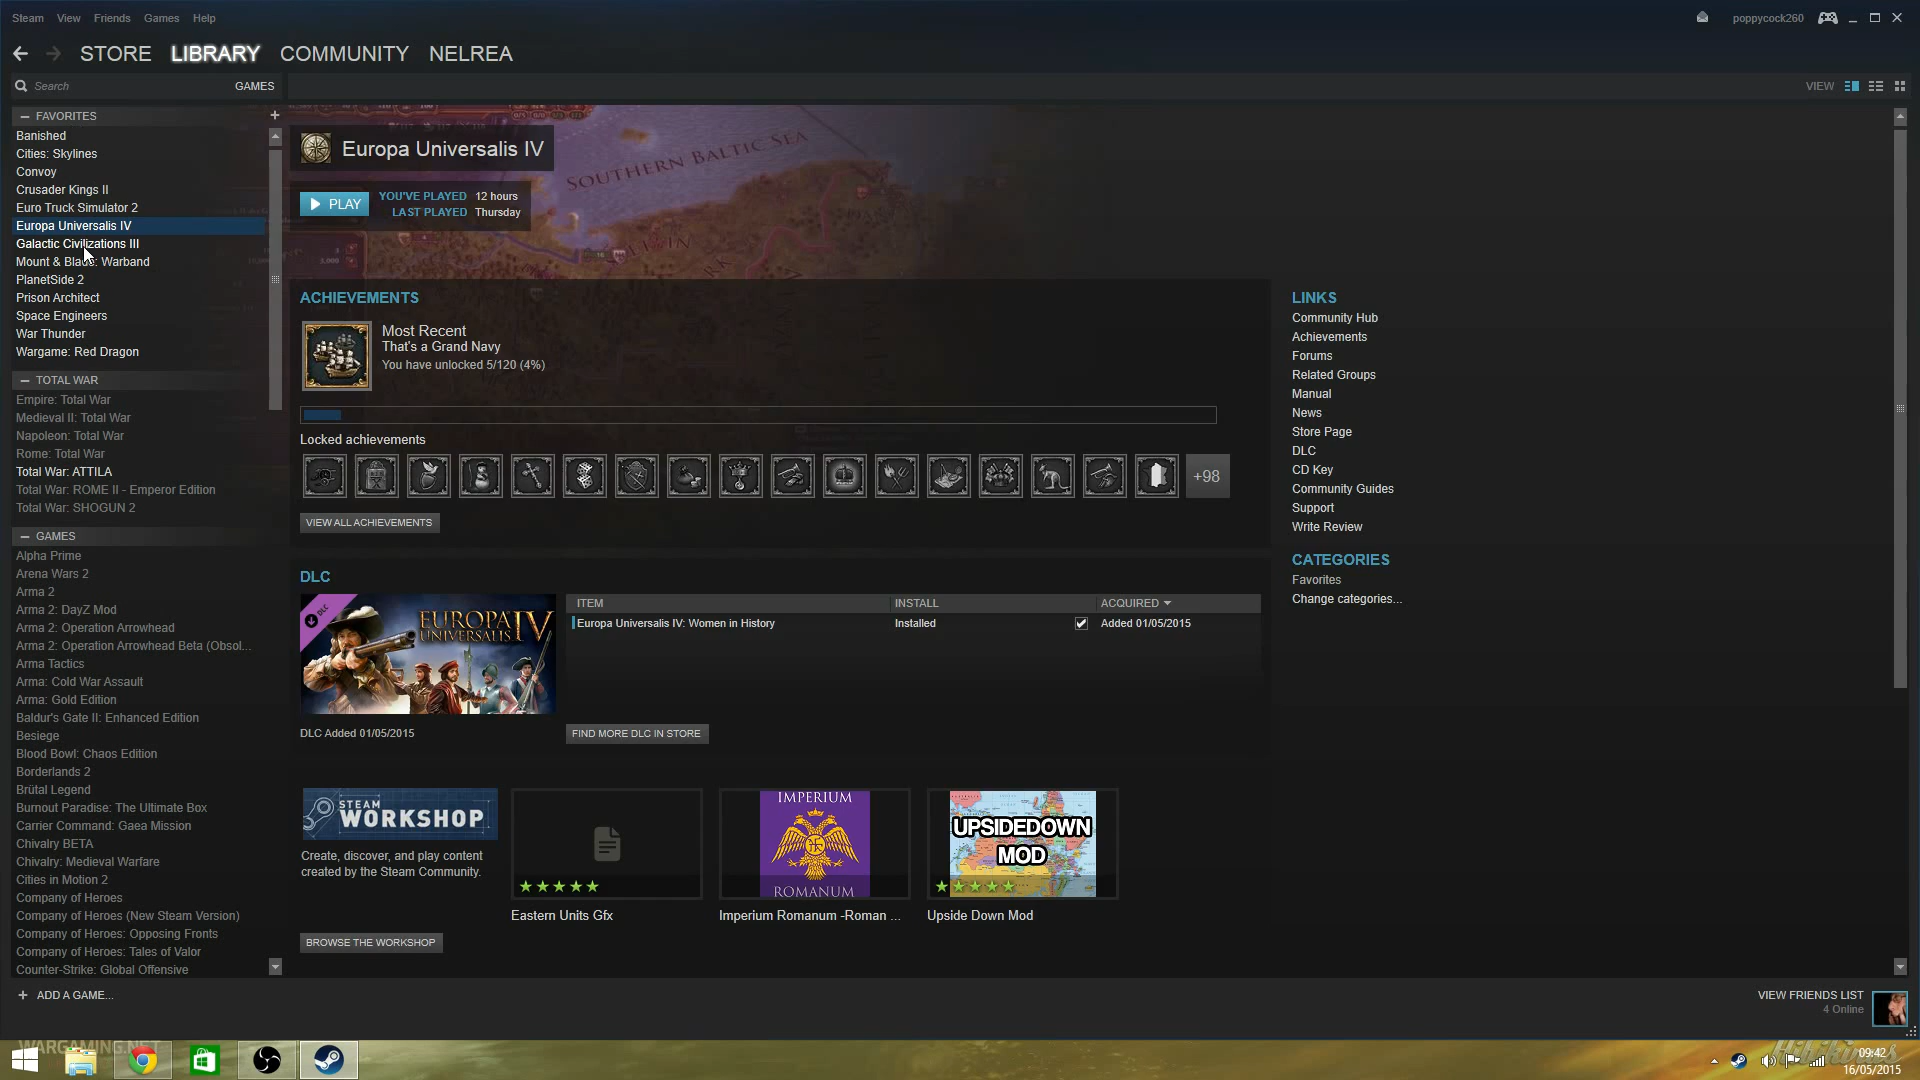 Steam View Friends Games Help
poppycock260
STORE LIBRARY COMMUNITY NELREA
Search GAMES
VIEW
— FAVORITES +
Banished
Cities: Skylines
Convoy
Crusader Kings II
Euro Truck Simulator 2
Europa Universalis IV
Galactic Civilizations III
Mount & Blade: Warband
PlanetSide 2
Prison Architect
Space Engineers
War Thunder
Wargame: Red Dragon
— TOTAL WAR
Empire: Total War
Medieval II: Total War
Napoleon: Total War
Rome: Total War
Total War: ATTILA
Total War: ROME II - Emperor Edition
Total War: SHOGUN 2
— GAMES
Alpha Prime
Arena Wars 2
Arma 2
Arma 2: DayZ Mod
Arma 2: Operation Arrowhead
Arma 2: Operation Arrowhead Beta (Obsol...
Arma Tactics
Arma: Cold War Assault
Arma: Gold Edition
Baldur's Gate II: Enhanced Edition
Besiege
Blood Bowl: Chaos Edition
Borderlands 2
Brütal Legend
Burnout Paradise: The Ultimate Box
Carrier Command: Gaea Mission
Chivalry BETA
Chivalry: Medieval Warfare
Cities in Motion 2
Company of Heroes
Company of Heroes (New Steam Version)
Company of Heroes: Opposing Fronts
Company of Heroes: Tales of Valor
Counter-Strike: Global Offensive
+ ADD A GAME...
SOUTHERN BALTIC SEA
Europa Universalis IV
PLAY
YOU'VE PLAYED 12 hours
LAST PLAYED Thursday
ACHIEVEMENTS
Most Recent
That's a Grand Navy
You have unlocked 5/120 (4%)
Locked achievements
+98
VIEW ALL ACHIEVEMENTS
DLC
DLC
EUROPA
UNIVERSALIS IV
DLC Added 01/05/2015
ITEM INSTALL ACQUIRED
Europa Universalis IV: Women in History Installed Added 01/05/2015
FIND MORE DLC IN STORE
STEAM
WORKSHOP
Create, discover, and play content
created by the Steam Community.
BROWSE THE WORKSHOP
Eastern Units Gfx
IMPERIUM
ROMANUM
Imperium Romanum -Roman ...
UPSIDEDOWN
MOD
Upside Down Mod
LINKS
Community Hub
Achievements
Forums
Related Groups
Manual
News
Store Page
DLC
CD Key
Community Guides
Support
Write Review
CATEGORIES
Favorites
Change categories...
VIEW FRIENDS LIST
4 Online
WARGAMING.NET
09:42
16/05/2015